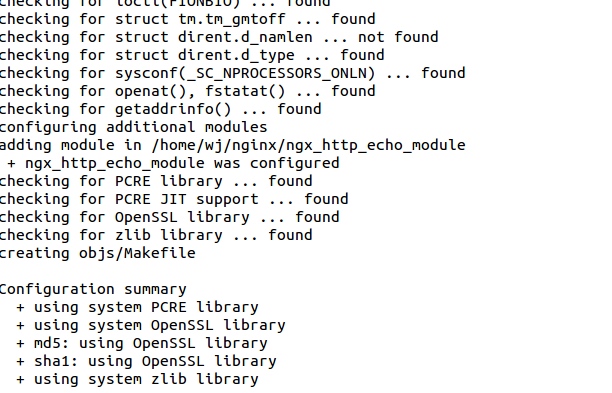 checking for ioctl(FIONBIO) ... found
checking for struct tm.tm_gmtoff ... found
checking for struct dirent.d_namlen ... not found
checking for struct dirent.d_type ... found
checking for sysconf(_SC_NPROCESSORS_ONLN) ... found
checking for openat(), fstatat() ... found
checking for getaddrinfo() ... found
configuring additional modules
adding module in /home/wj/nginx/ngx_http_echo_module
+ ngx_http_echo_module was configured
checking for PCRE library ... found
checking for PCRE JIT support ... found
checking for OpenSSL library ... found
checking for zlib library ... found
creating objs/Makefile
Configuration summary
+ using system PCRE library
+ using system OpenSSL library
+ md5: using OpenSSL library
+ sha1: using OpenSSL library
+ using system zlib library